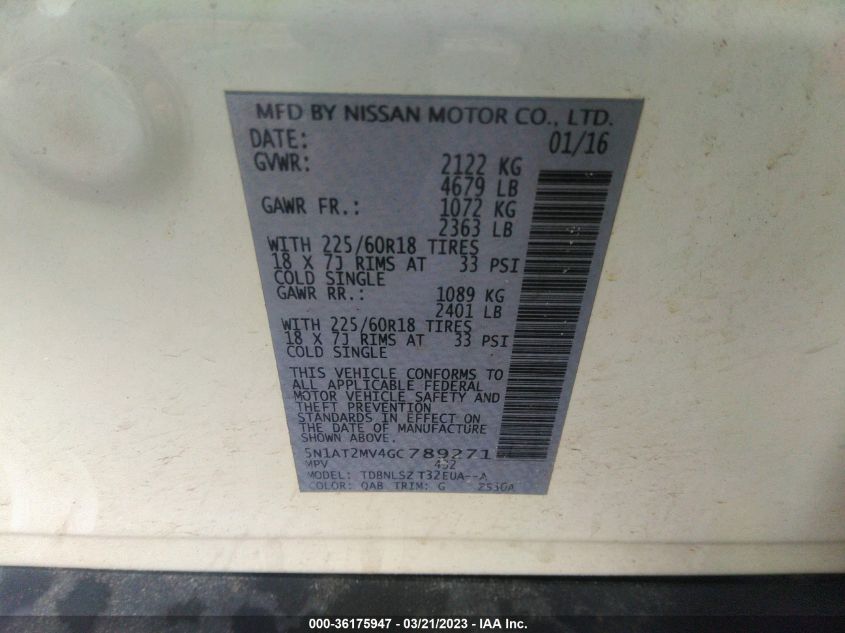 MFD BY NISSAN MOTOR CO., LTD.
DATE: 01/16
GVWR: 2122 KG
4679 LB
GAWR FR.: 1072 KG
2363 LB
WITH 225/60R18 TIRES
18 X 7J RIMS AT 33 PSI
COLD SINGLE
GAWR RR.: 1089 KG
2401 LB
WITH 225/60R18 TIRES
18 X 7J RIMS AT 33 PSI
COLD SINGLE
THIS VEHICLE CONFORMS TO
ALL APPLICABLE FEDERAL
MOTOR VEHICLE SAFETY AND
THEFT PREVENTION
STANDARDS IN EFFECT ON
THE DATE OF MANUFACTURE
SHOWN ABOVE.
5N1AT2MV4GC789271
MPV
MODEL: TDBNLSZ T32EUA--A
COLOR: QAB TRIM: G
000-36175947 / 03/21/2023 - IAA Inc.